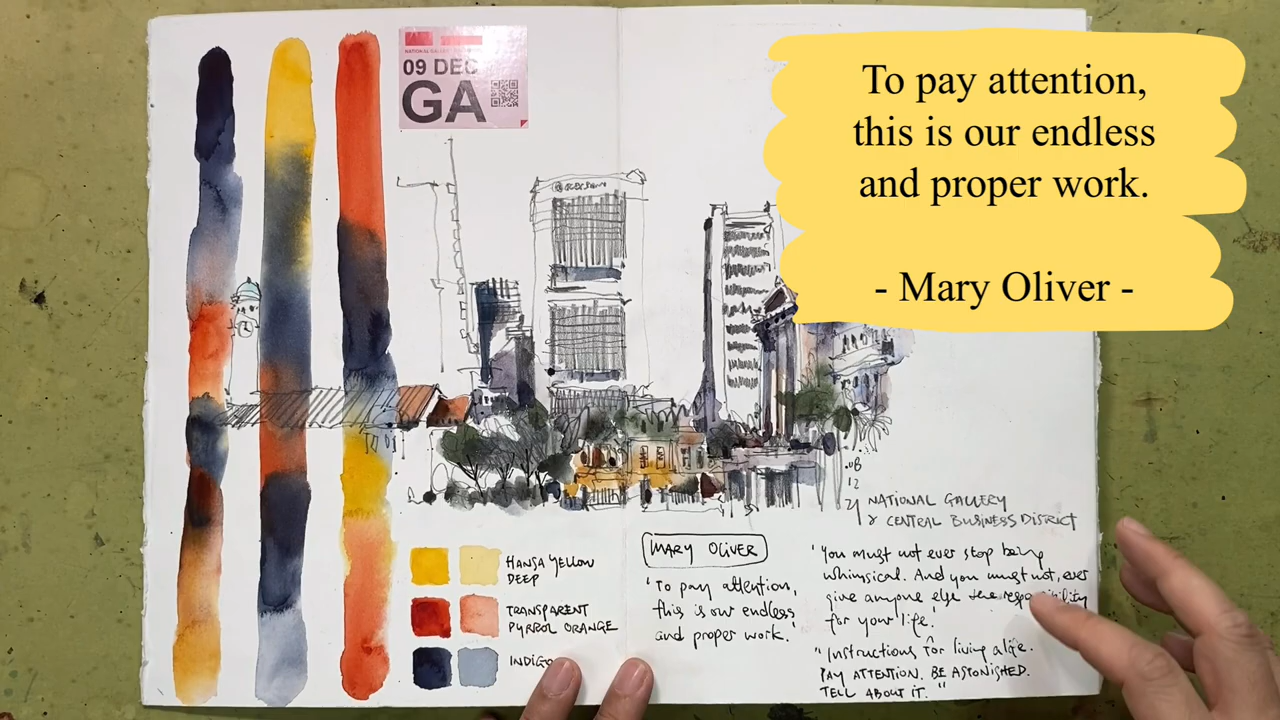 09 DEC
GA
To pay attention,
this is our endless
and proper work.
- Mary Oliver -
.08
12
21 NATIONAL GALLERY
& CENTRAL BUSINESS DISTRICT
HANSA YELLOW
DEEP
TRANSPARENT
PYRROL ORANGE
INDIGO
MARY OLIVER
'To pay attention,
this is our endless
and proper work.'
'You must not ever stop being
whimsical. And you must not, ever
give anyone else the responsibility
for your life.'
"Instructions for living a life.
PAY ATTENTION. BE ASTONISHED.
TELL ABOUT IT."